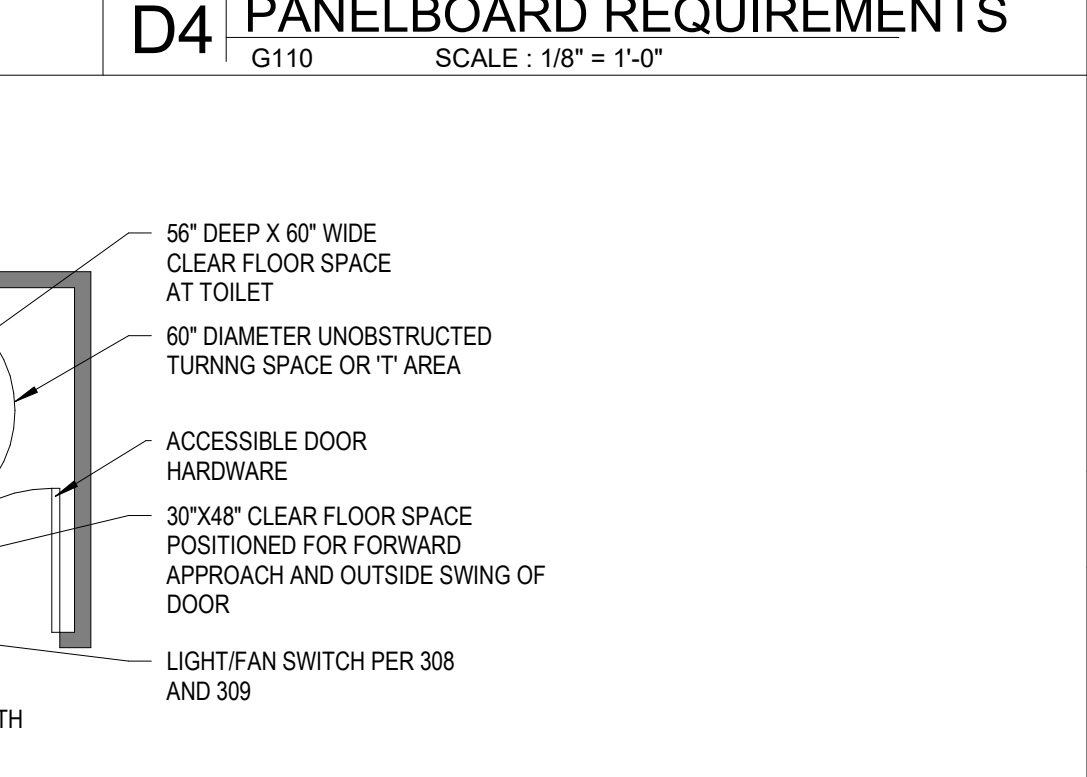 D4
PANELBOARD REQUIREMENTS
G110
SCALE : 1/8" = 1'-0"
56" DEEP X 60" WIDE
CLEAR FLOOR SPACE
AT TOILET
60" DIAMETER UNOBSTRUCTED
TURNNG SPACE OR 'T' AREA
ACCESSIBLE DOOR
HARDWARE
30"X48" CLEAR FLOOR SPACE
POSITIONED FOR FORWARD
APPROACH AND OUTSIDE SWING OF
DOOR
LIGHT/FAN SWITCH PER 308
AND 309
TH